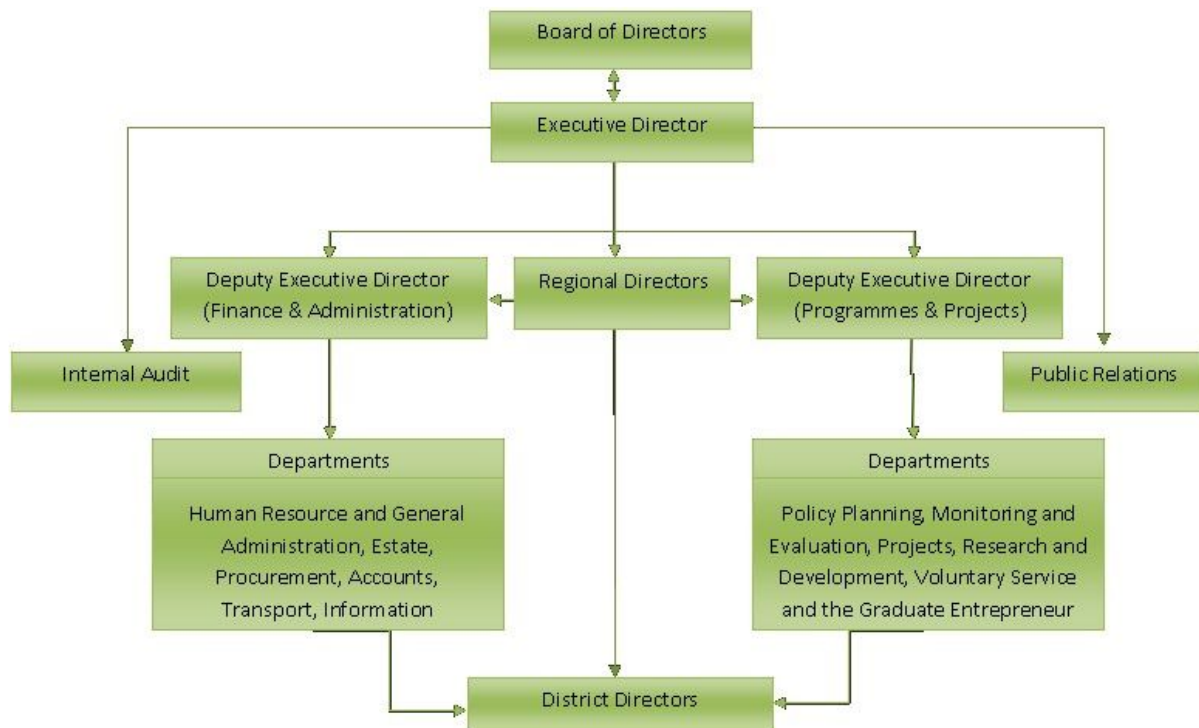 Board of Directors
Executive Director
Deputy Executive Director
(Finance & Administration)
Regional Directors
Deputy Executive Director
(Programmes & Projects)
Internal Audit
Public Relations
Departments
Human Resource and General
Administration, Estate,
Procurement, Accounts,
Transport, Information
Departments
Policy Planning, Monitoring and
Evaluation, Projects, Research and
Development, Voluntary Service
and the Graduate Entrepreneur
District Directors